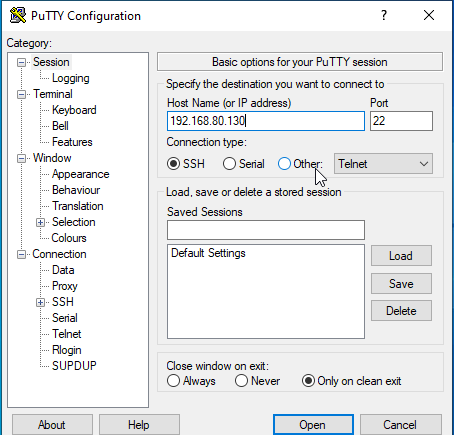 PuTTY Configuration
?
Category:
Session
Logging
Terminal
Keyboard
Bell
Features
Window
Appearance
Behaviour
Translation
Selection
Colours
Connection
Data
Proxy
SSH
Serial
Telnet
Rlogin
SUPDUP
Basic options for your PuTTY session
Specify the destination you want to connect to
Host Name (or IP address) Port
192.168.80.130 22
Connection type:
SSH Serial Other: Telnet
Load, save or delete a stored session
Saved Sessions
Default Settings
Load
Save
Delete
Close window on exit:
Always Never Only on clean exit
About Help Open Cancel